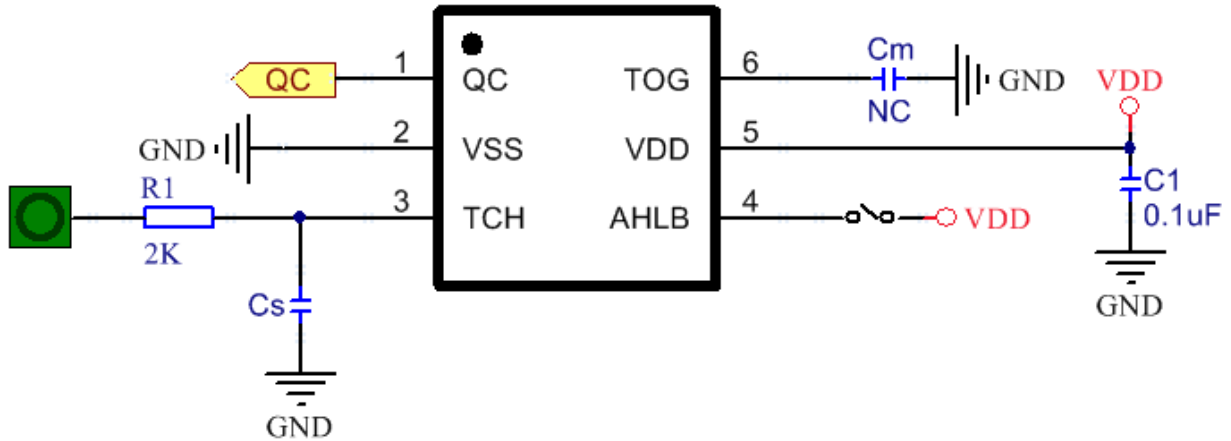 QC
1
QC
TOG
6
Cm
NC
GND
VDD
GND
2
VSS
VDD
5
C1
0.1uF
GND
R1
2K
3
TCH
AHLB
4
VDD
Cs
GND